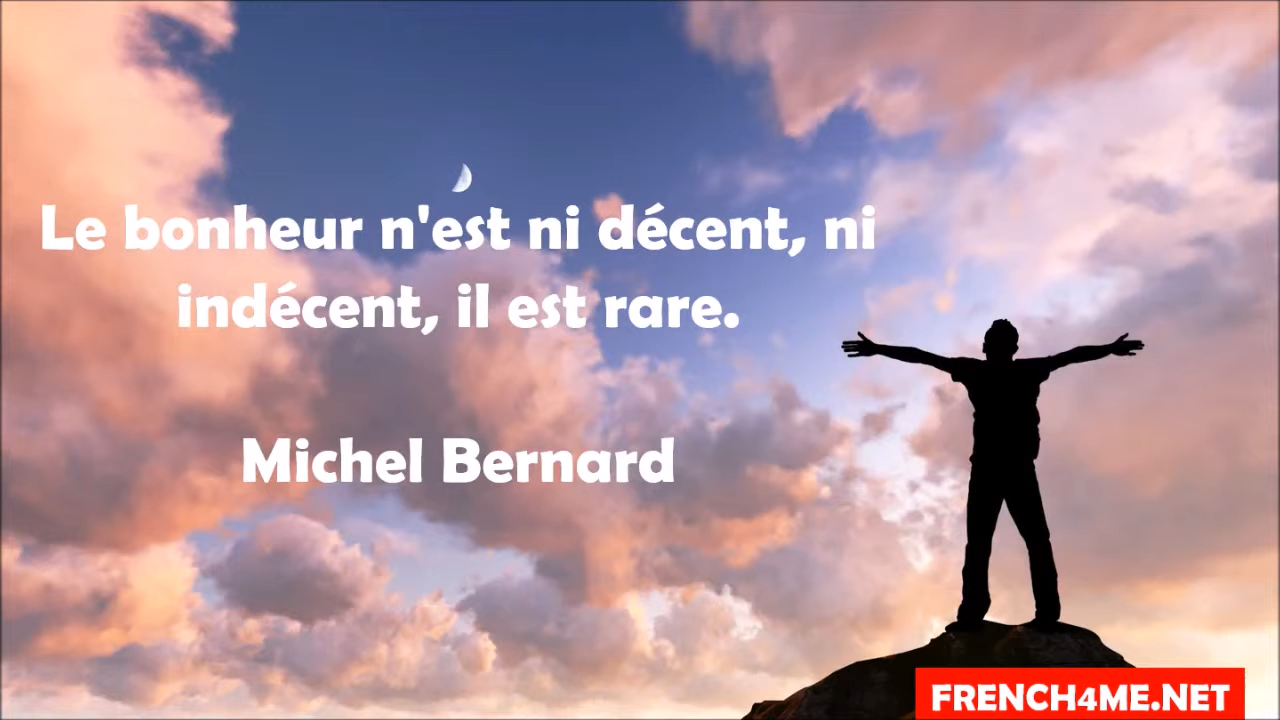 Le bonheur n'est ni décent, ni
indécent, il est rare.
Michel Bernard
FRENCH4ME.NET